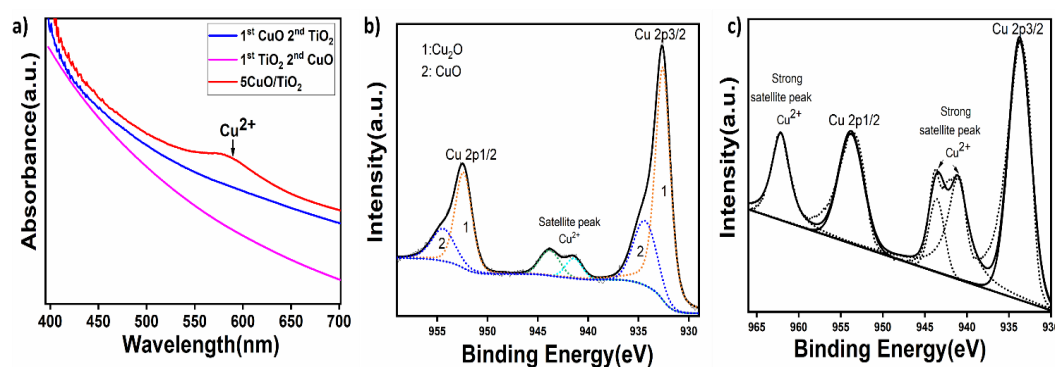 a)
1st CuO 2nd TiO2
1st TiO2 2nd CuO
5CuO/TiO2
Cu2+
Absorbance(a.u.)
400 450 500 550 600 650 700
Wavelength(nm)
b)
1:Cu2O
2: CuO
Cu 2p3/2
Cu 2p1/2
1
1
2
2
Satellite peak
Cu2+
Intensity(a.u.)
955 950 945 940 935 930
Binding Energy(eV)
c)
Cu 2p3/2
Strong
satellite peak
Cu2+
Cu 2p1/2
Strong
satellite peak
Cu2+
Intensity(a.u.)
965 960 955 950 945 940 935 930
Binding Energy(eV)